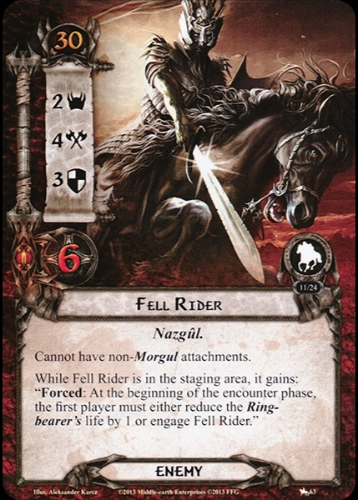 30
2
4
3
6
11/24
FELL RIDER
Nazgûl.
Cannot have non-Morgul attachments.
While Fell Rider is in the staging area, it gains:
“Forced: At the beginning of the encounter phase,
the first player must either reduce the Ring-
bearer's life by 1 or engage Fell Rider.”
Illus. Aleksander Karcz ©2013 Middle-earth Enterprises ©2013 FFG 63
ENEMY